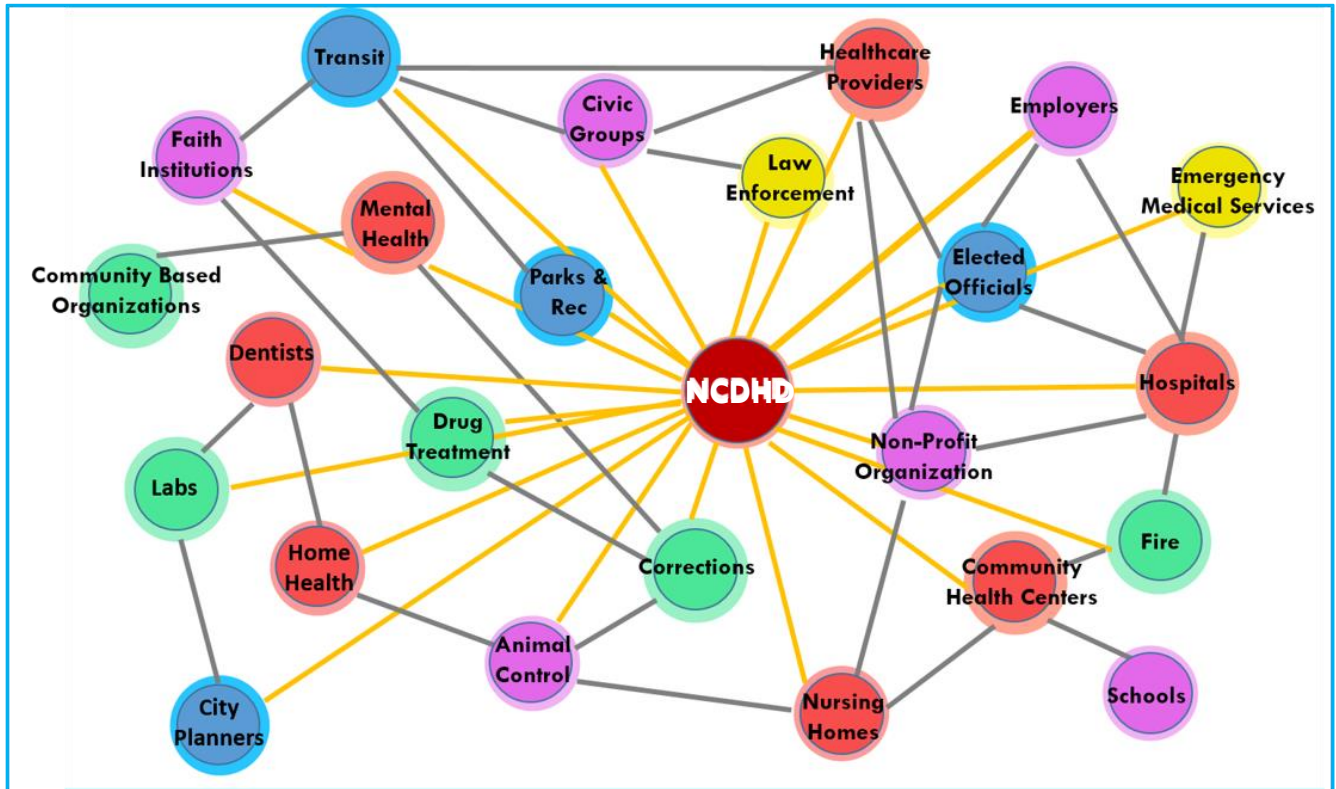 Transit
Healthcare
Providers
Civic
Groups
Employers
Faith
Institutions
Law
Enforcement
Emergency
Medical Services
Mental
Health
Community Based
Organizations
Parks &
Rec
Elected
Officials
Dentists
NCDHD
Hospitals
Drug
Treatment
Non-Profit
Organization
Labs
Home
Health
Corrections
Community
Health Centers
Fire
Animal
Control
City
Planners
Nursing
Homes
Schools